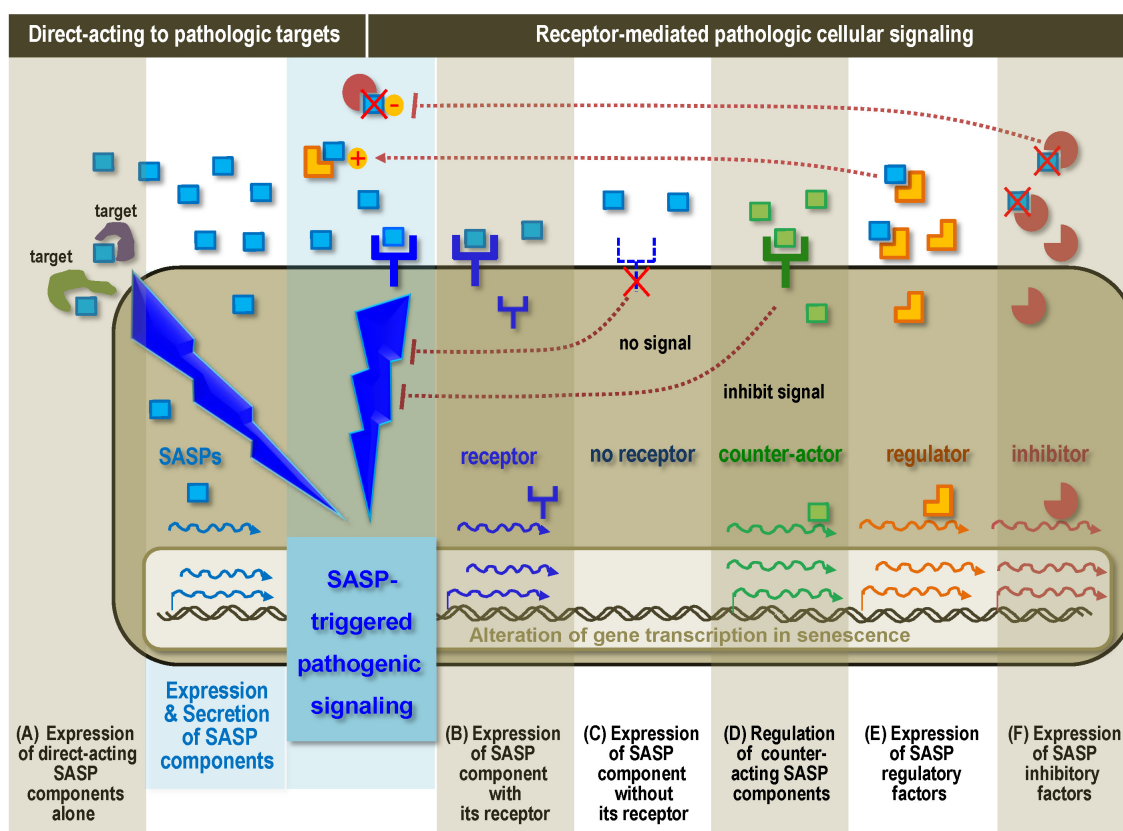 Direct-acting to pathologic targets
Receptor-mediated pathologic cellular signaling
-
+
target
target
no signal
inhibit signal
SASPs
receptor
no receptor
counter-actor
regulator
inhibitor
SASP-
triggered
pathogenic
signaling
Alteration of gene transcription in senescence
Expression
& Secretion
of SASP
components
(A) Expression
of direct-acting
SASP
components
alone
(B) Expression
of SASP
component
with
its receptor
(C) Expression
of SASP
component
without
its receptor
(D) Regulation
of counter-
acting SASP
components
(E) Expression
of SASP
regulatory
factors
(F) Expression
of SASP
inhibitory
factors